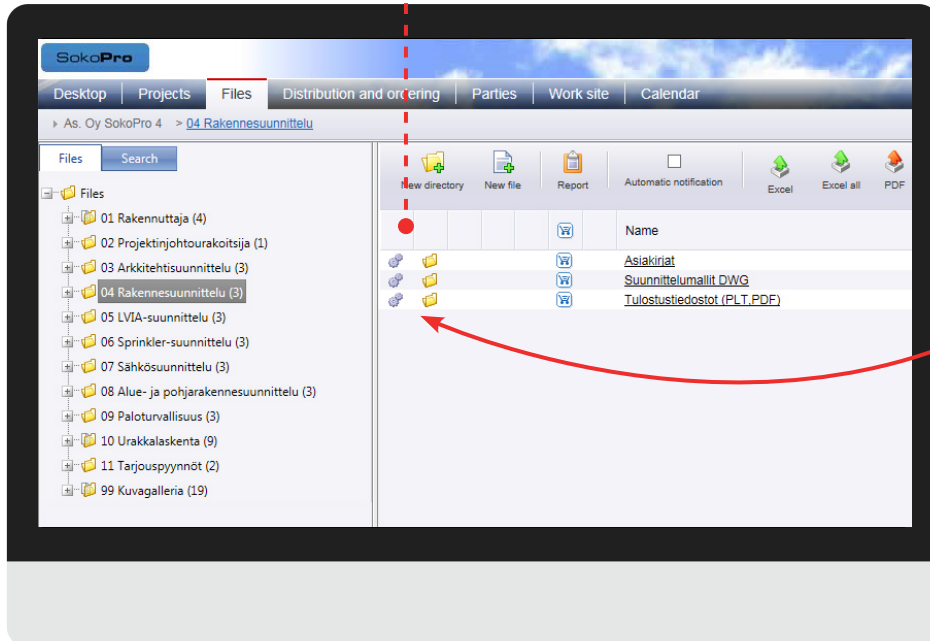 SokoPro
Desktop Projects Files Distribution and ordering Parties Work site Calendar
As. Oy SokoPro 4 > 04 Rakennesuunnittelu
Files Search
New directory New file Report Automatic notification Excel Excel all PDF
Files
01 Rakennuttaja (4)
02 Projektinjohtourakoitsija (1)
03 Arkkitehtisuunnittelu (3)
04 Rakennesuunnittelu (3)
05 LVIA-suunnittelu (3)
06 Sprinkler-suunnittelu (3)
07 Sähkösuunnittelu (3)
08 Alue- ja pohjarakennesuunnittelu (3)
09 Paloturvallisuus (3)
10 Urakkalaskenta (9)
11 Tarjouspyynnöt (2)
99 Kuvagalleria (19)
Name
Asiakirjat
Suunnittelumallit DWG
Tulostustiedostot (PLT,PDF)